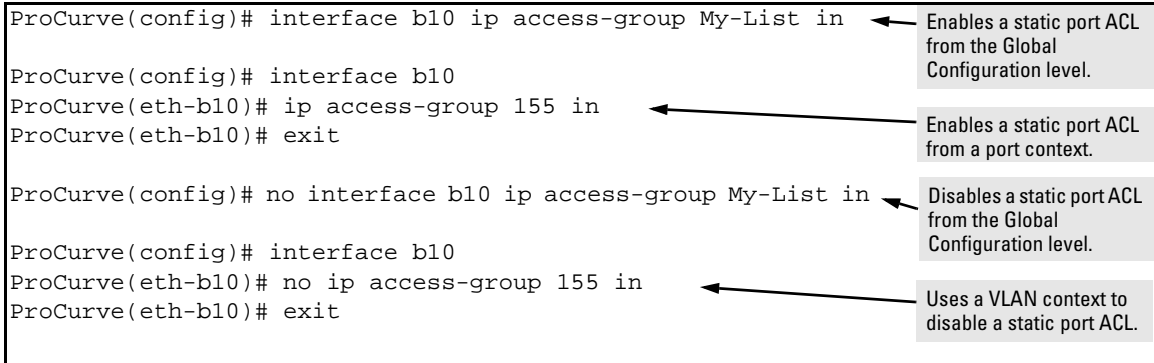 ProCurve(config)# interface b10 ip access-group My-List in
Enables a static port ACL
from the Global
Configuration level.
ProCurve(config)# interface b10
ProCurve(eth-b10)# ip access-group 155 in
ProCurve(eth-b10)# exit
Enables a static port ACL
from a port context.
ProCurve(config)# no interface b10 ip access-group My-List in
Disables a static port ACL
from the Global
Configuration level.
ProCurve(config)# interface b10
ProCurve(eth-b10)# no ip access-group 155 in
ProCurve(eth-b10)# exit
Uses a VLAN context to
disable a static port ACL.